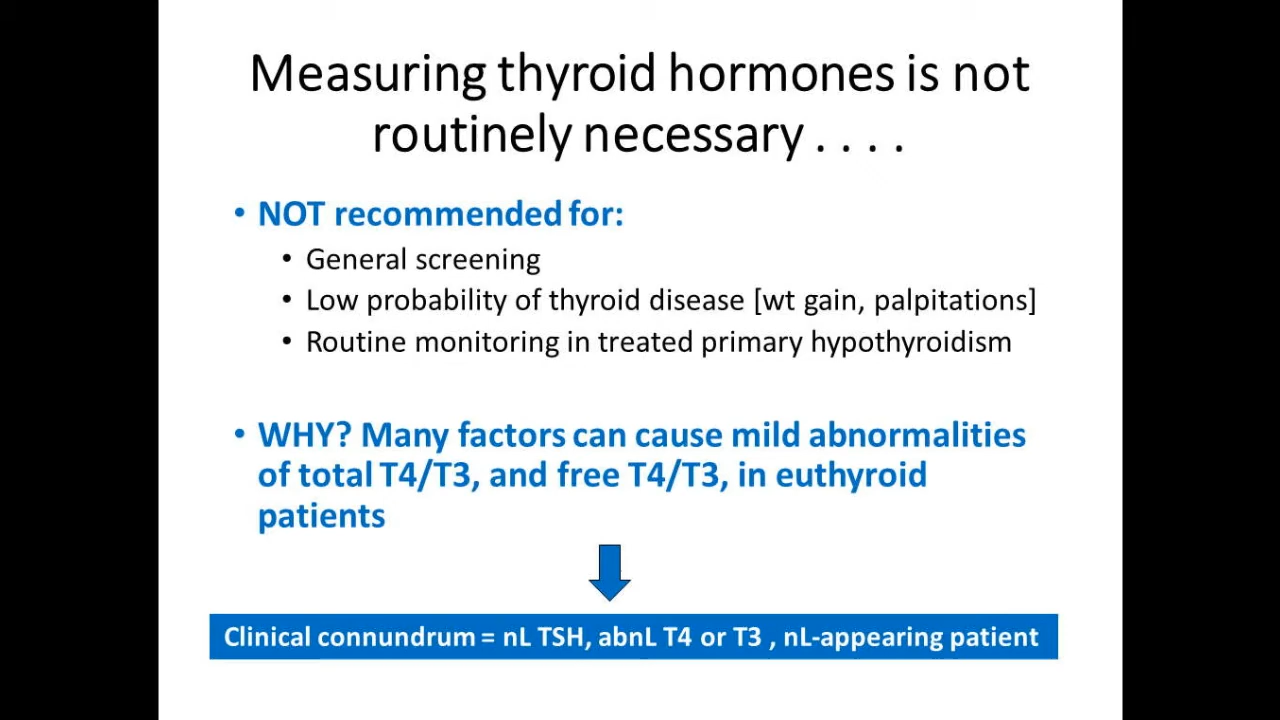 Measuring thyroid hormones is not
routinely necessary . . . .
• NOT recommended for:
• General screening
• Low probability of thyroid disease [wt gain, palpitations]
• Routine monitoring in treated primary hypothyroidism
• WHY? Many factors can cause mild abnormalities
of total T4/T3, and free T4/T3, in euthyroid
patients
Clinical connundrum = nL TSH, abnL T4 or T3 , nL-appearing patient